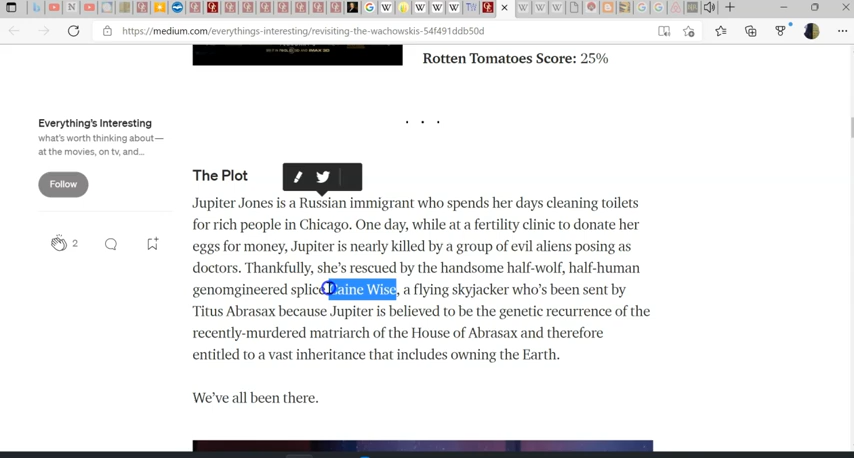 https://medium.com/everythings-interesting/revisiting-the-wachowskis-54f491ddb50d
Rotten Tomatoes Score: 25%
. . .
Everything's Interesting
what's worth thinking about—
at the movies, on tv, and...
Follow
2
The Plot
Jupiter Jones is a Russian immigrant who spends her days cleaning toilets
for rich people in Chicago. One day, while at a fertility clinic to donate her
eggs for money, Jupiter is nearly killed by a group of evil aliens posing as
doctors. Thankfully, she's rescued by the handsome half-wolf, half-human
genomgineered splice Caine Wise, a flying skyjacker who's been sent by
Titus Abrasax because Jupiter is believed to be the genetic recurrence of the
recently-murdered matriarch of the House of Abrasax and therefore
entitled to a vast inheritance that includes owning the Earth.
We've all been there.